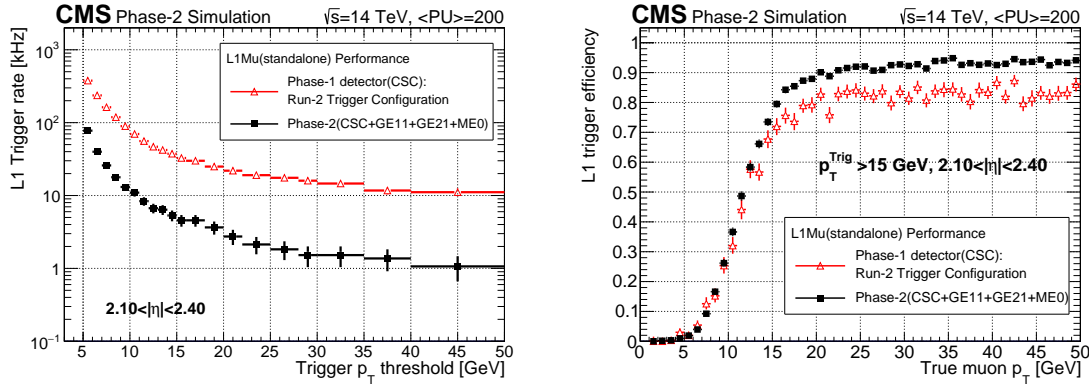 CMS Phase-2 Simulation √s=14 TeV, <PU>=200
L1 Trigger rate [kHz]
10³
10²
10
1
10⁻¹
L1Mu(standalone) Performance
Phase-1 detector(CSC):
Run-2 Trigger Configuration
Phase-2(CSC+GE11+GE21+ME0)
2.10<|η|<2.40
5 10 15 20 25 30 35 40 45 50
Trigger p_T threshold [GeV]
CMS Phase-2 Simulation √s=14 TeV, <PU>=200
L1 trigger efficiency
1
0.9
0.8
0.7
0.6
0.5
0.4
0.3
0.2
0.1
0
p_T^Trig >15 GeV, 2.10<|η|<2.40
L1Mu(standalone) Performance
Phase-1 detector(CSC):
Run-2 Trigger Configuration
Phase-2(CSC+GE11+GE21+ME0)
0 5 10 15 20 25 30 35 40 45 50
True muon p_T [GeV]